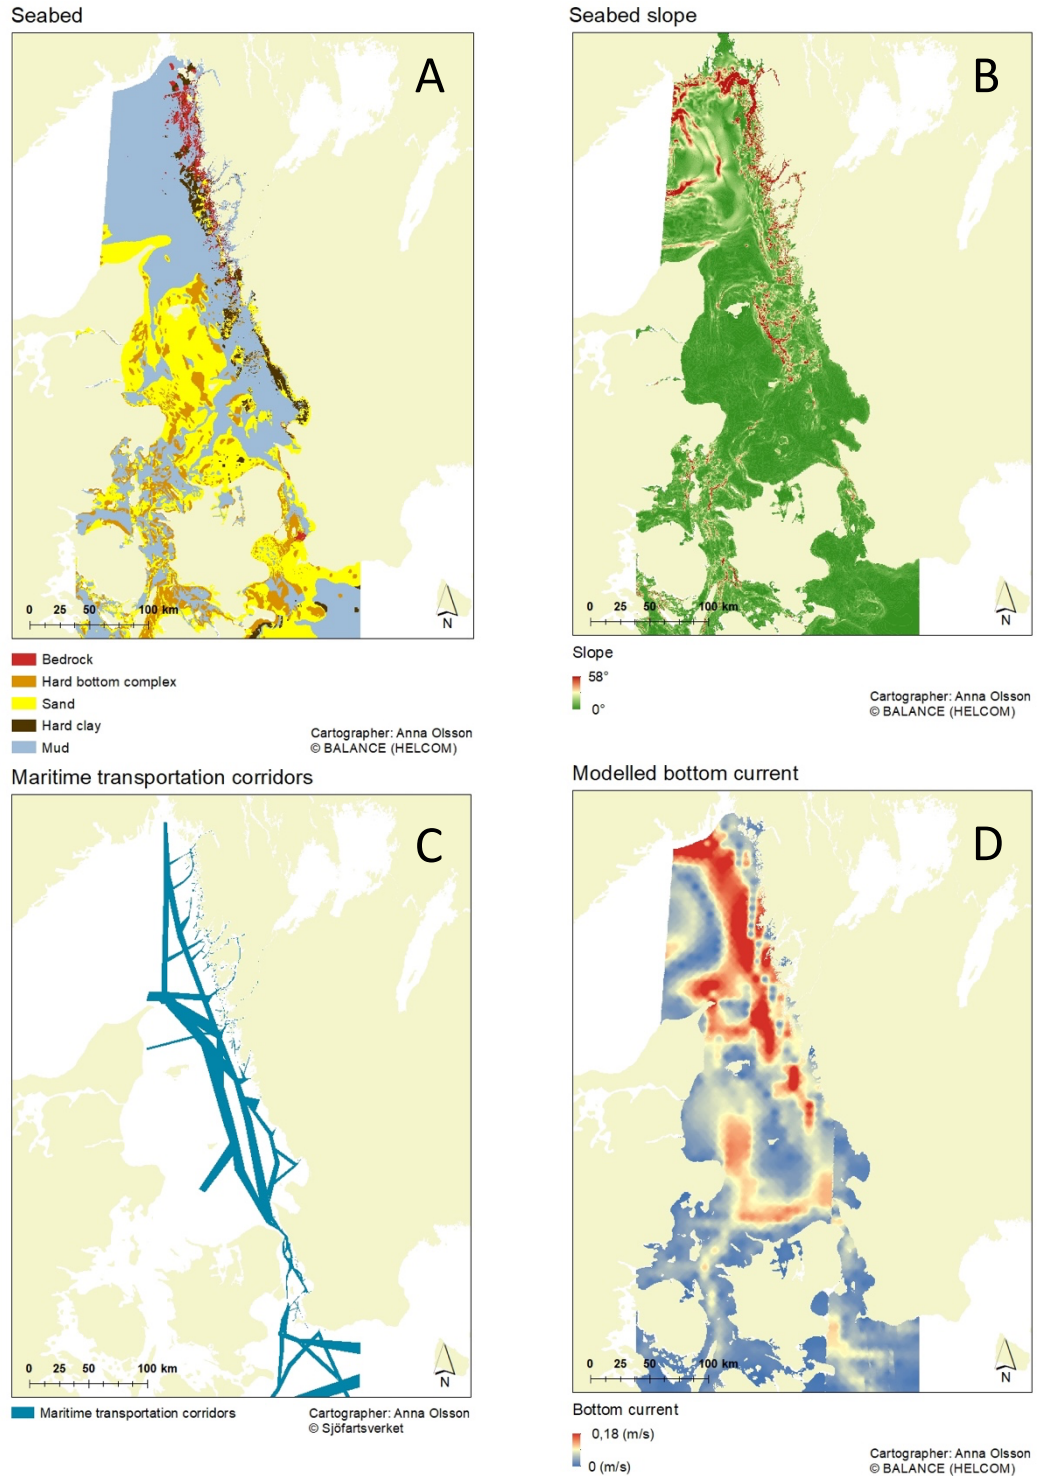 Seabed
A
0 25 50 100 km
N
Bedrock
Hard bottom complex
Sand
Hard clay
Mud
Cartographer: Anna Olsson
© BALANCE (HELCOM)
Seabed slope
B
0 25 50 100 km
N
Slope
58°
0°
Cartographer: Anna Olsson
© BALANCE (HELCOM)
Maritime transportation corridors
C
0 25 50 100 km
N
Maritime transportation corridors
Cartographer: Anna Olsson
© Sjöfartsverket
Modelled bottom current
D
0 25 50 100 km
N
Bottom current
0,18 (m/s)
0 (m/s)
Cartographer: Anna Olsson
© BALANCE (HELCOM)